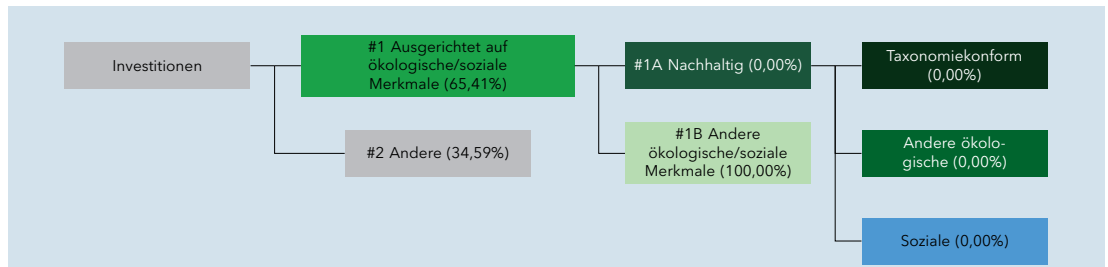 Investitionen
#1 Ausgerichtet auf
ökologische/soziale
Merkmale (65,41%)
#2 Andere (34,59%)
#1A Nachhaltig (0,00%)
#1B Andere
ökologische/soziale
Merkmale (100,00%)
Taxonomiekonform
(0,00%)
Andere ökolo-
gische (0,00%)
Soziale (0,00%)